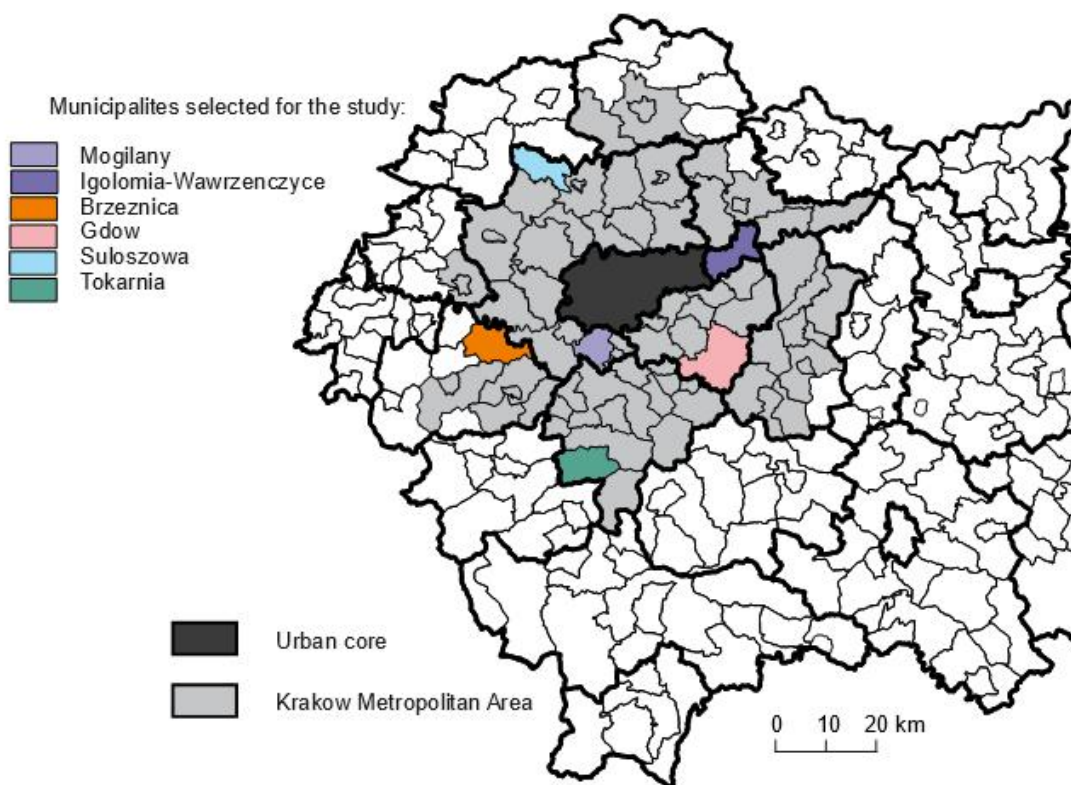 Municipalites selected for the study:
Mogilany
Igolomia-Wawrzenczyce
Brzeznica
Gdow
Suloszowa
Tokarnia
Urban core
Krakow Metropolitan Area
0 10 20 km